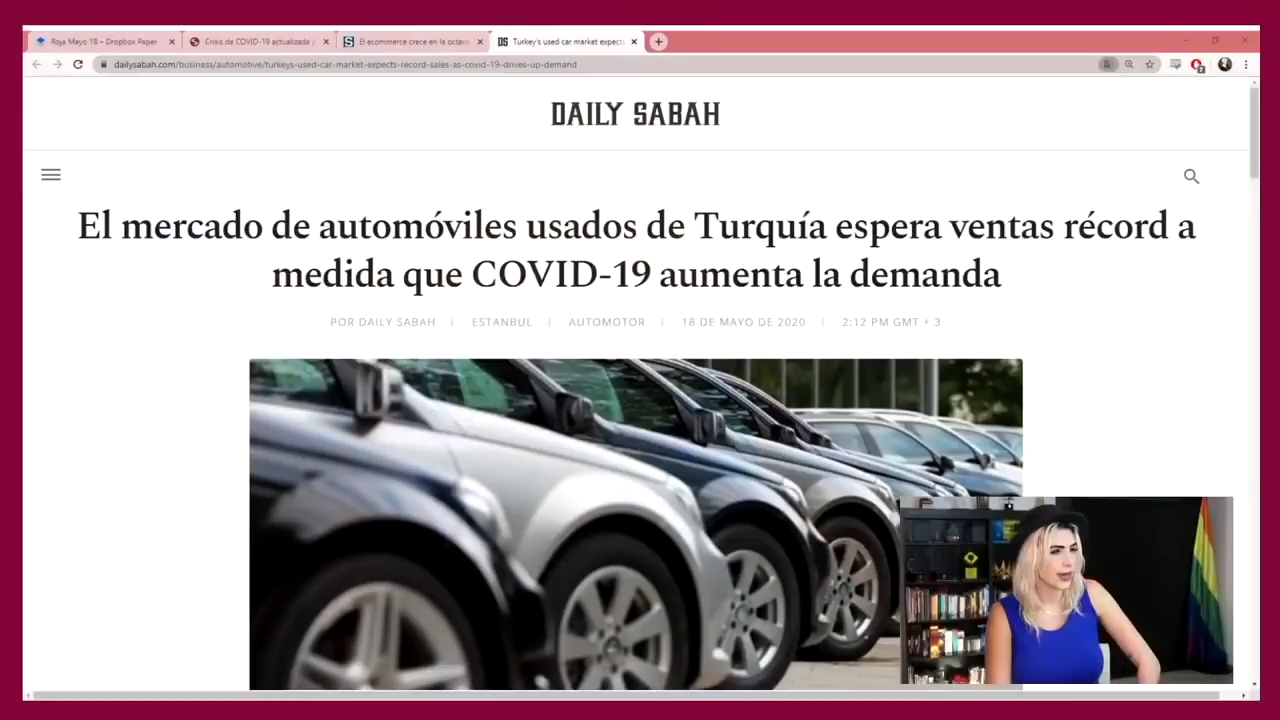 Roja Mayo 18 – Dropbox Paper
Crisis de COVID-19 actualizada
El ecommerce crece en la octava
Turkey's used car market expects
dailysabah.com/business/automotive/turkeys-used-car-market-expects-record-sales-as-covid-19-drives-up-demand
DAILY SABAH
El mercado de automóviles usados de Turquía espera ventas récord a
medida que COVID-19 aumenta la demanda
POR DAILY SABAH | ESTANBUL | AUTOMOTOR | 18 DE MAYO DE 2020 | 2:12 PM GMT + 3